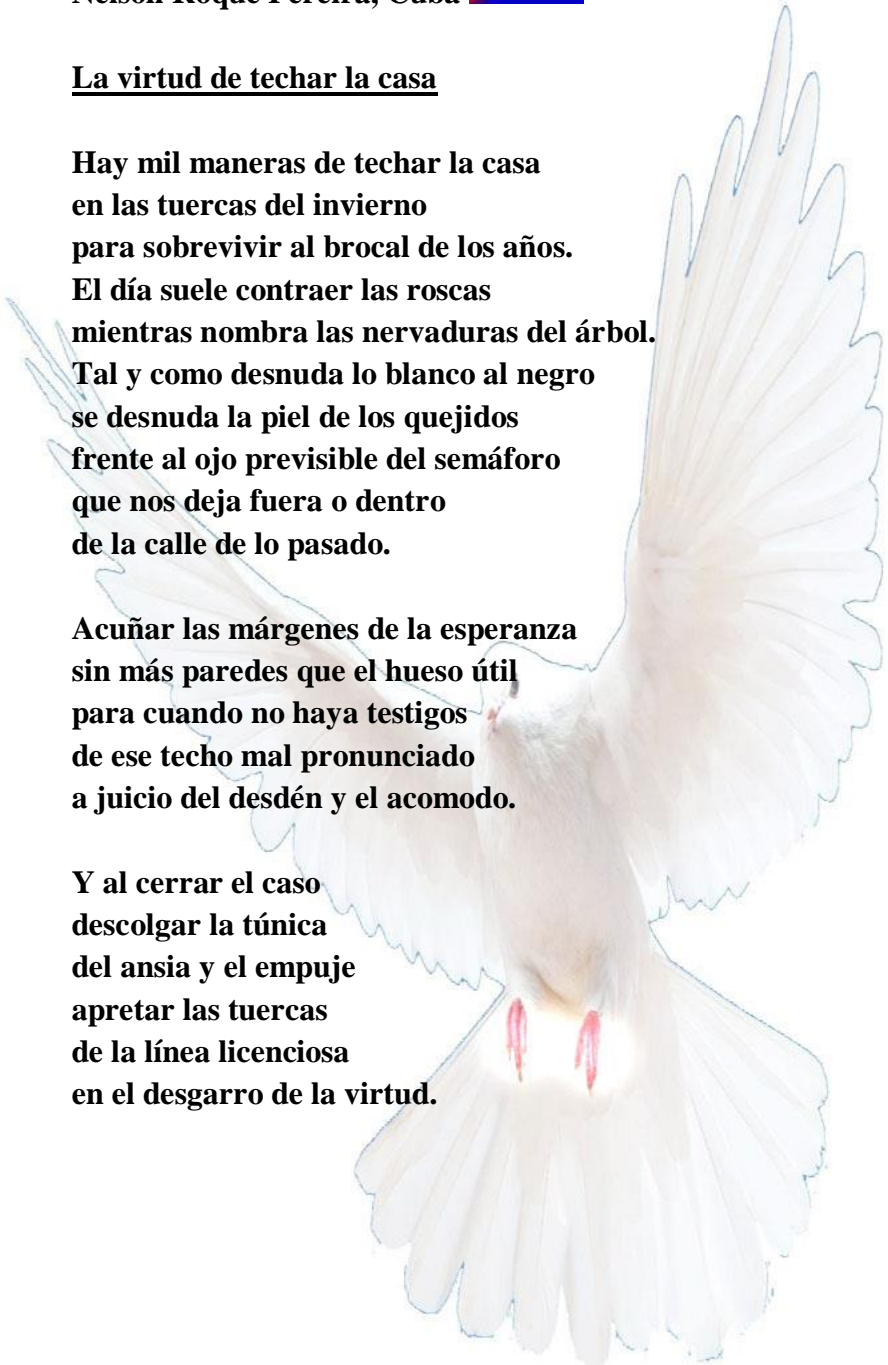 Nelson Roque Pereira, Cuba
La virtud de techar la casa
Hay mil maneras de techar la casa
en las tuercas del invierno
para sobrevivir al brocal de los años.
El día suele contraer las roscas
mientras nombra las nervaduras del árbol.
Tal y como desnuda lo blanco al negro
se desnuda la piel de los quejidos
frente al ojo previsible del semáforo
que nos deja fuera o dentro
de la calle de lo pasado.
Acuñar las márgenes de la esperanza
sin más paredes que el hueso útil
para cuando no haya testigos
de ese techo mal pronunciado
a juicio del desdén y el acomodo.
Y al cerrar el caso
descolgar la túnica
del ansia y el empuje
apretar las tuercas
de la línea licenciosa
en el desgarro de la virtud.